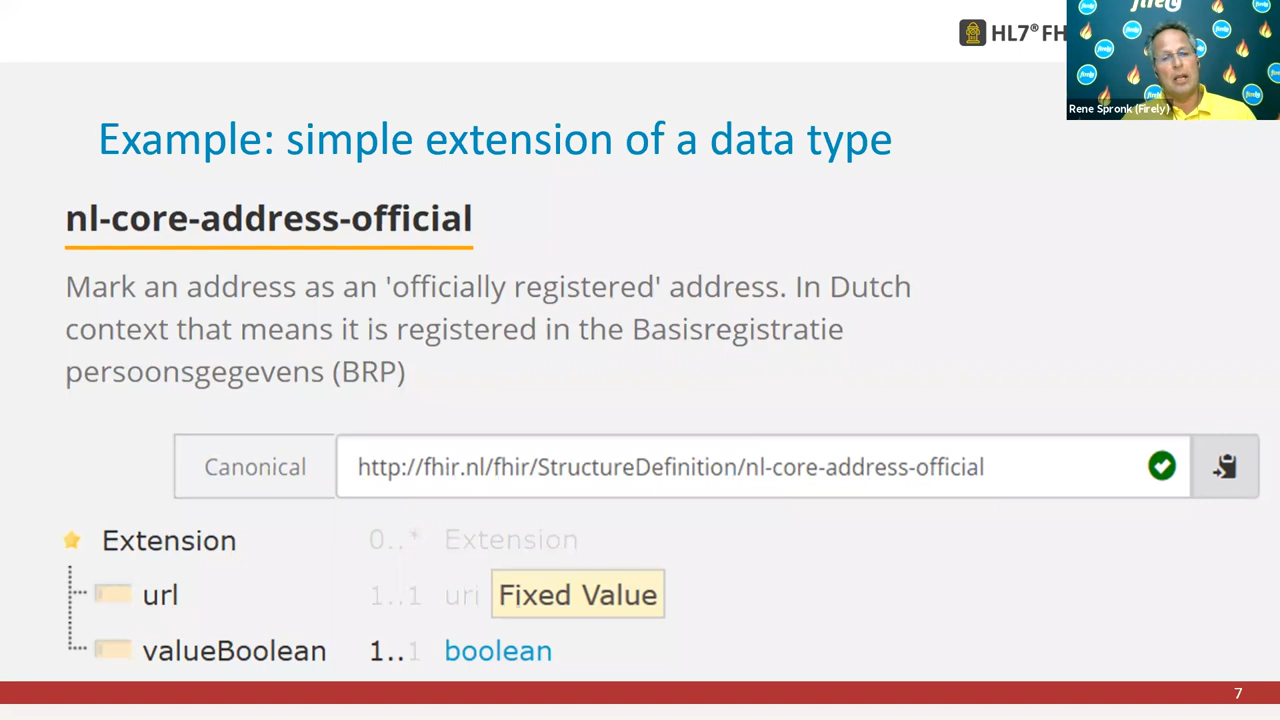 HL7® FH
firely
Rene Spronk (Firely)
Example: simple extension of a data type
nl-core-address-official
Mark an address as an 'officially registered' address. In Dutch
context that means it is registered in the Basisregistratie
persoonsgegevens (BRP)
Canonical http://fhir.nl/fhir/StructureDefinition/nl-core-address-official
Extension 0..* Extension
url 1..1 uri Fixed Value
valueBoolean 1..1 boolean
7